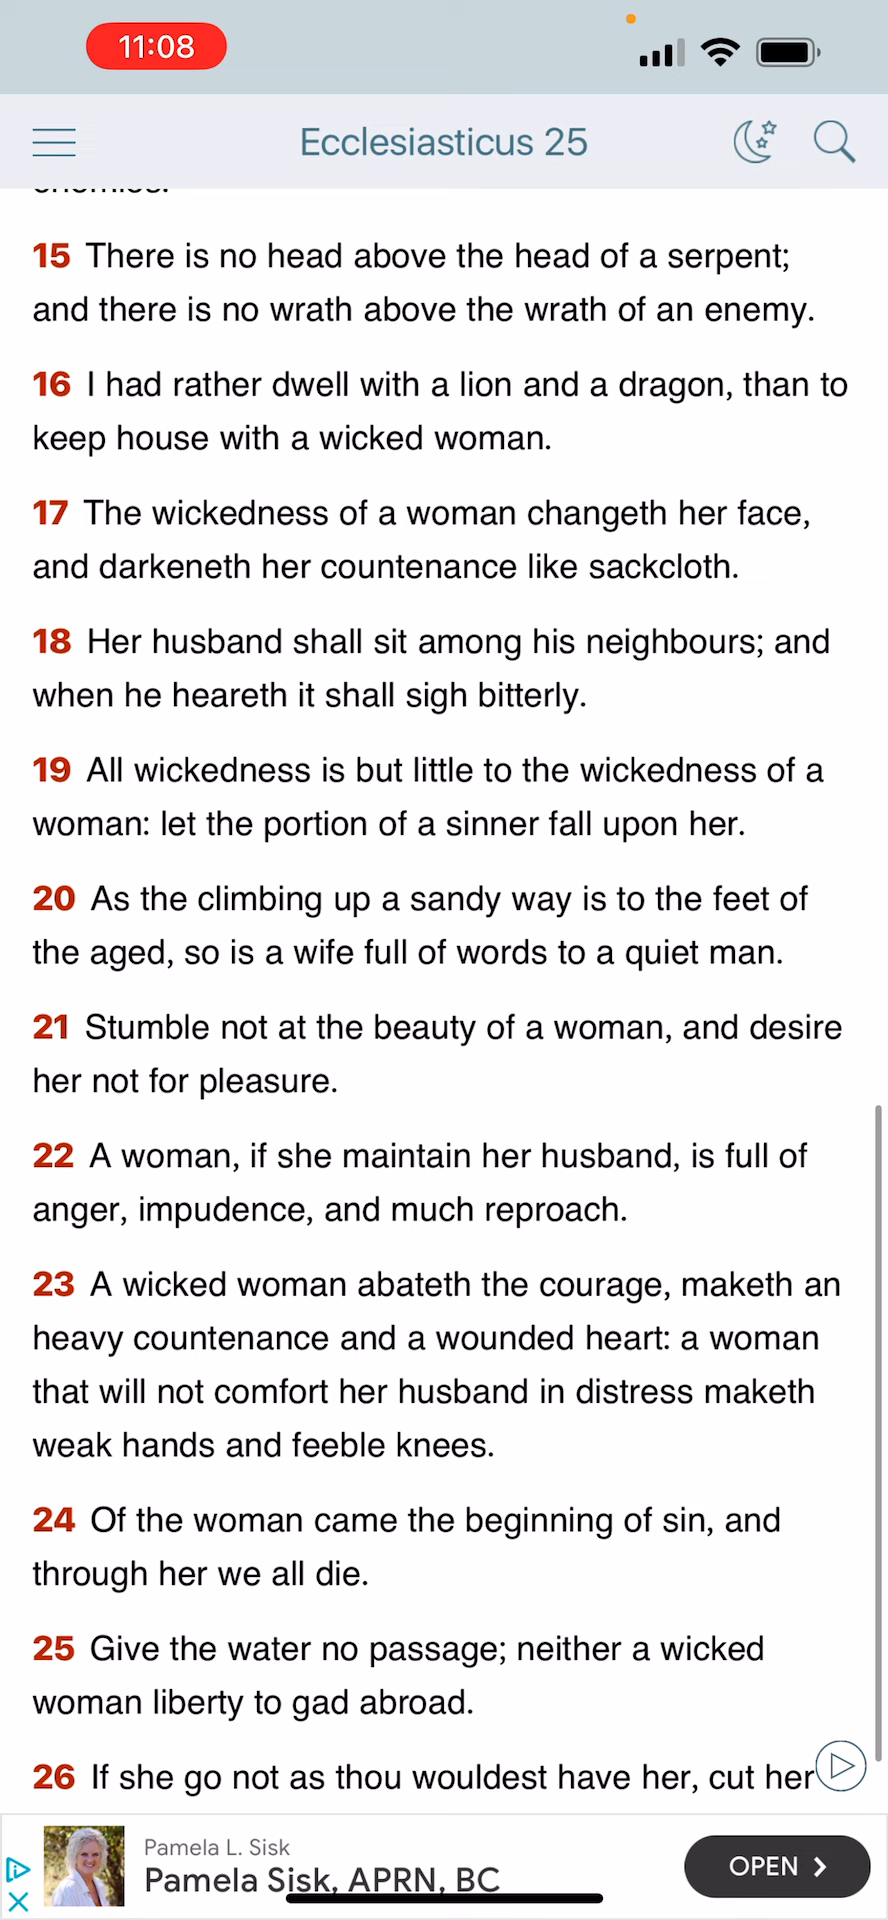 11:08
Ecclesiasticus 25
enemies.
15 There is no head above the head of a serpent;
and there is no wrath above the wrath of an enemy.
16 I had rather dwell with a lion and a dragon, than to
keep house with a wicked woman.
17 The wickedness of a woman changeth her face,
and darkeneth her countenance like sackcloth.
18 Her husband shall sit among his neighbours; and
when he heareth it shall sigh bitterly.
19 All wickedness is but little to the wickedness of a
woman: let the portion of a sinner fall upon her.
20 As the climbing up a sandy way is to the feet of
the aged, so is a wife full of words to a quiet man.
21 Stumble not at the beauty of a woman, and desire
her not for pleasure.
22 A woman, if she maintain her husband, is full of
anger, impudence, and much reproach.
23 A wicked woman abateth the courage, maketh an
heavy countenance and a wounded heart: a woman
that will not comfort her husband in distress maketh
weak hands and feeble knees.
24 Of the woman came the beginning of sin, and
through her we all die.
25 Give the water no passage; neither a wicked
woman liberty to gad abroad.
26 If she go not as thou wouldest have her, cut her
Pamela L. Sisk
Pamela Sisk, APRN, BC
OPEN